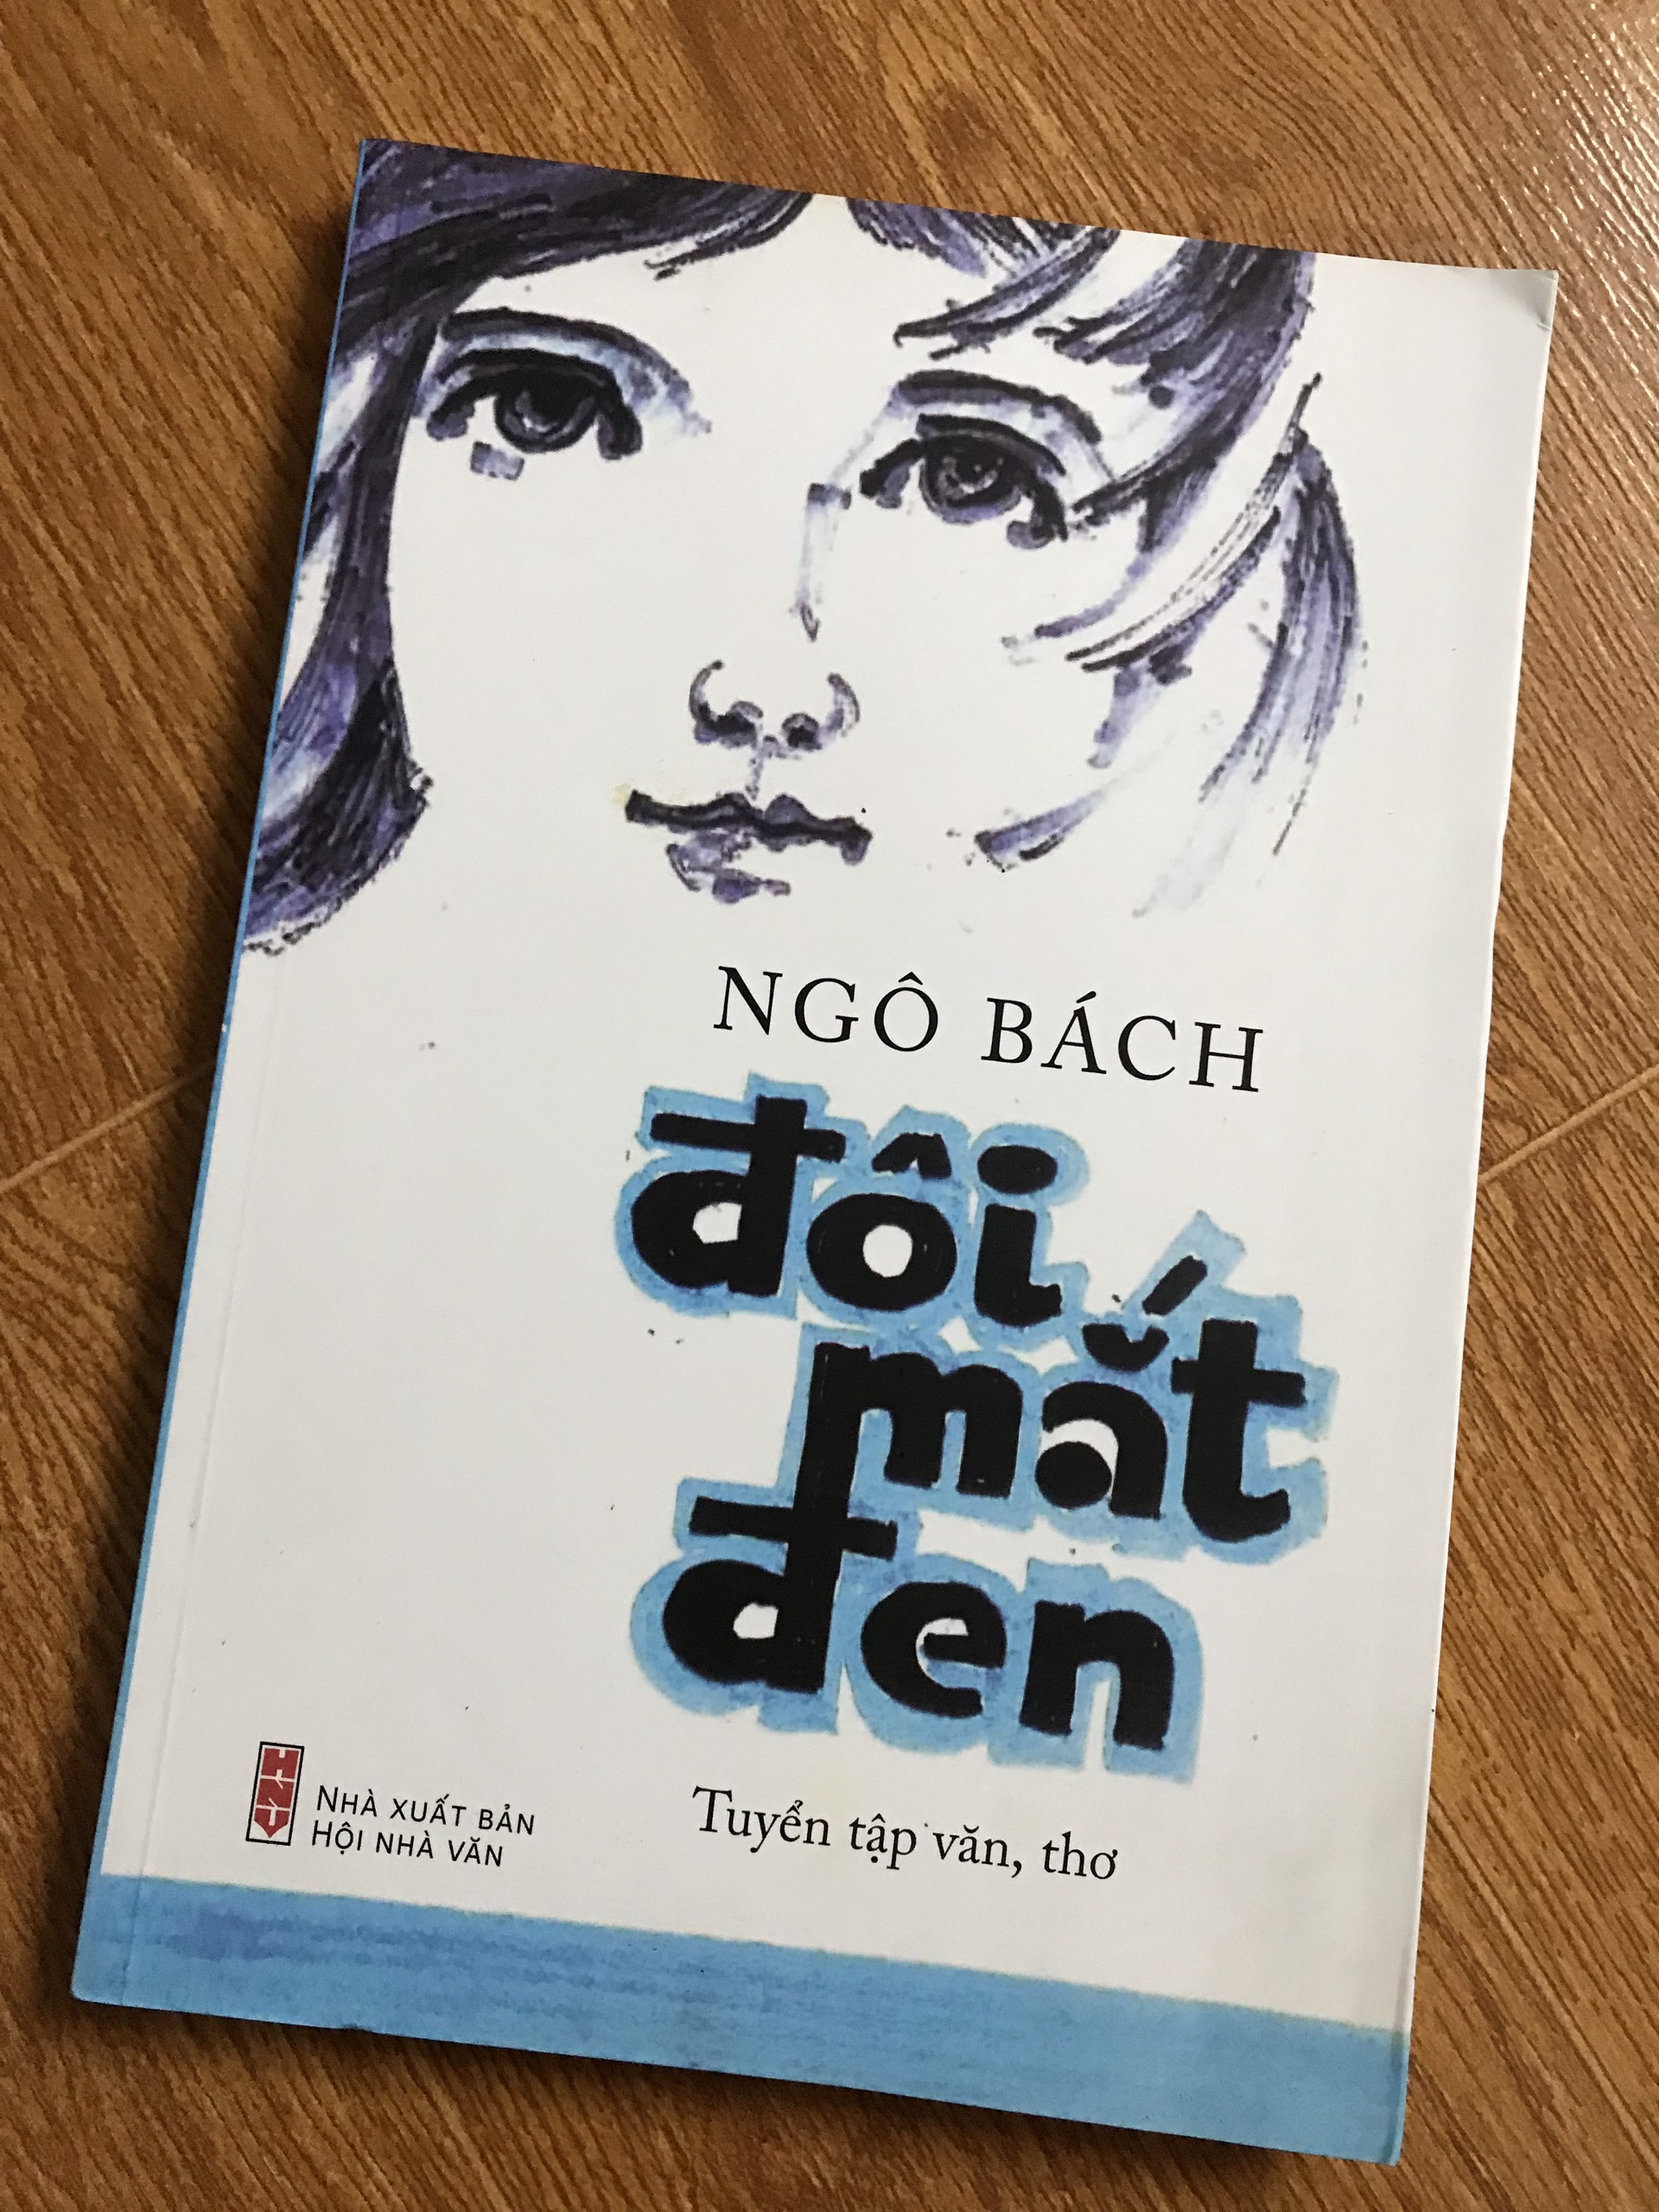 NGÔ BÁCH
đôi
mắt
đen
Tuyển tập văn, thơ
NHÀ XUẤT BẢN
HỘI NHÀ VĂN